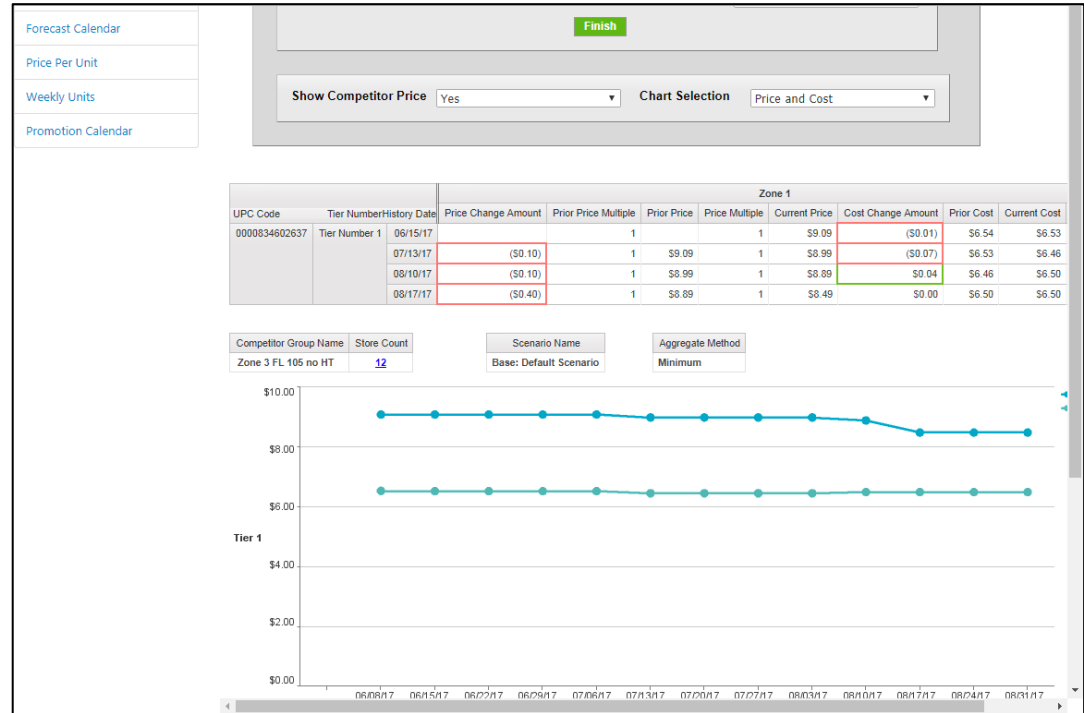 Forecast Calendar
Price Per Unit
Weekly Units
Promotion Calendar
Finish
Show Competitor Price Yes Chart Selection Price and Cost
Zone 1
UPC Code Tier Number History Date Price Change Amount Prior Price Multiple Prior Price Price Multiple Current Price Cost Change Amount Prior Cost Current Cost
0000834602637 Tier Number 1 06/15/17 1 1 $9.09 ($0.01) $6.54 $6.53
07/13/17 ($0.10) 1 $9.09 1 $8.99 ($0.07) $6.53 $6.46
08/10/17 ($0.10) 1 $8.99 1 $8.89 $0.04 $6.46 $6.50
08/17/17 ($0.40) 1 $8.89 1 $8.49 $0.00 $6.50 $6.50
Competitor Group Name Store Count Scenario Name Aggregate Method
Zone 3 FL 105 no HT 12 Base: Default Scenario Minimum
$10.00
$8.00
$6.00
Tier 1
$4.00
$2.00
$0.00
06/08/17 06/15/17 06/22/17 06/29/17 07/06/17 07/13/17 07/20/17 07/27/17 08/03/17 08/10/17 08/17/17 08/24/17 08/31/17